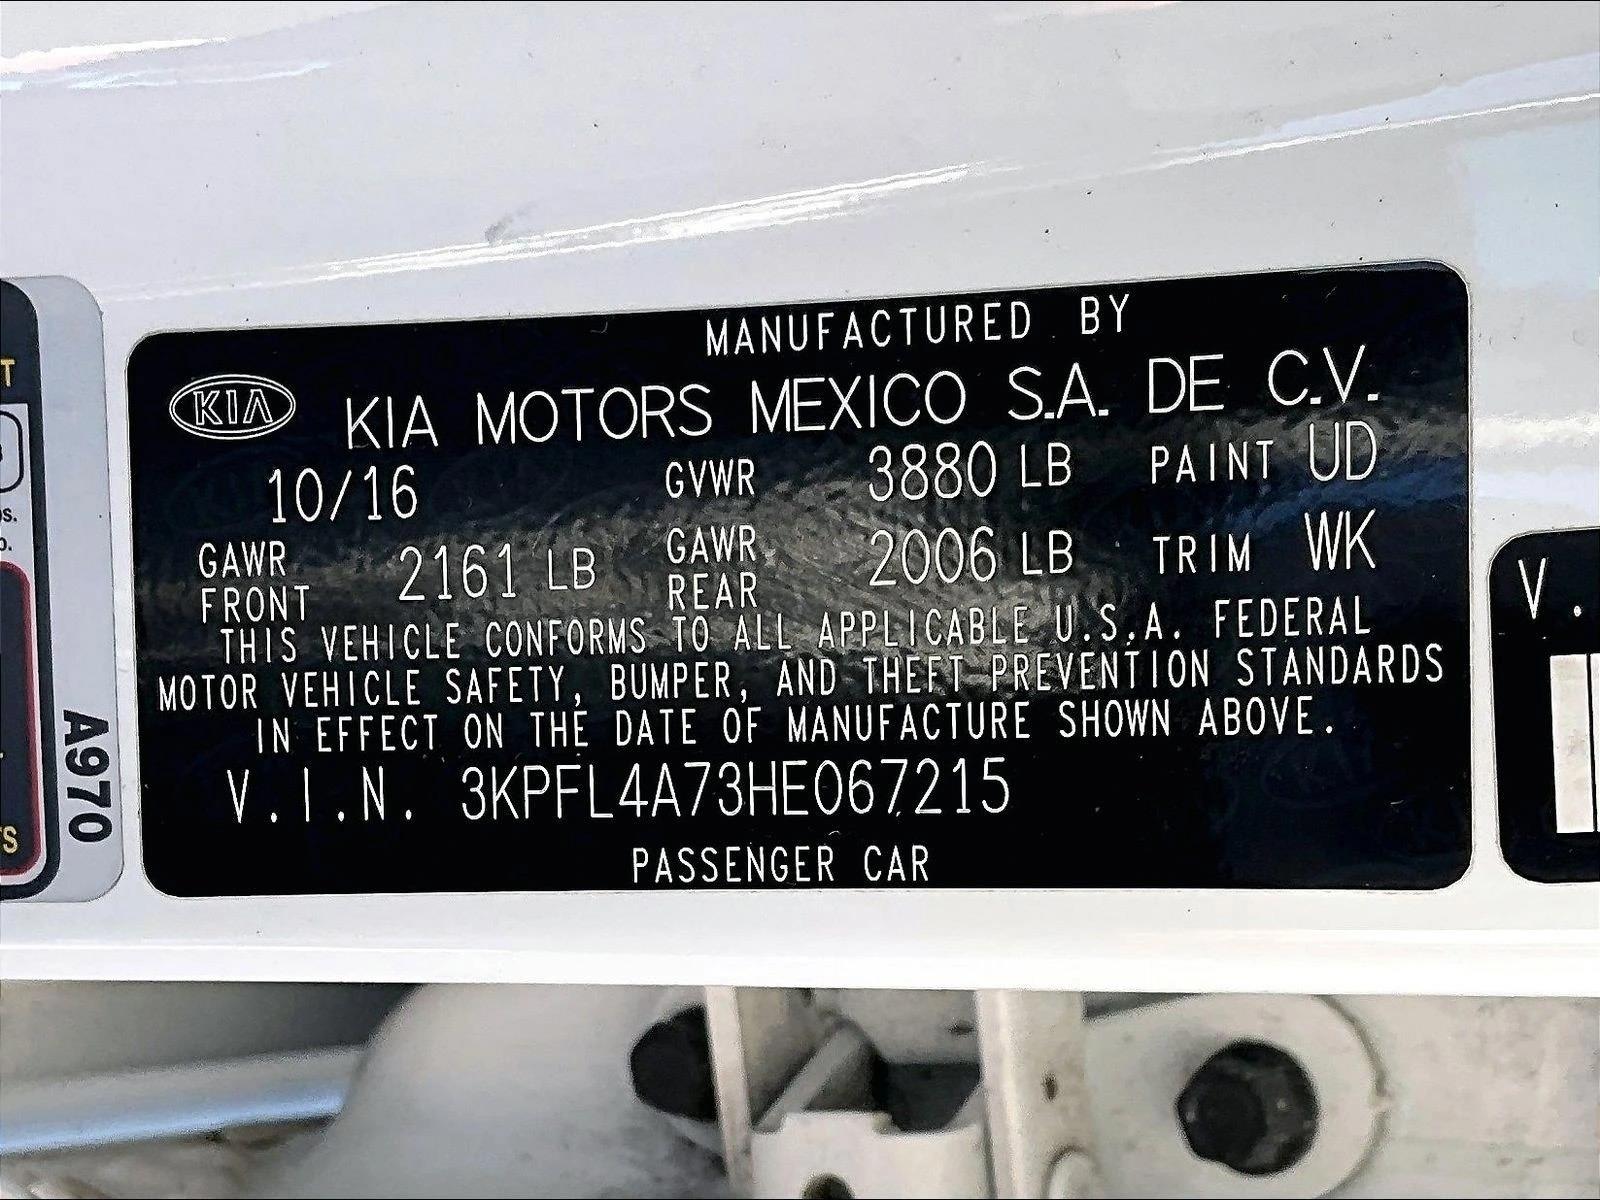 MANUFACTURED BY
KIA KIA MOTORS MEXICO S.A. DE C.V.
10/16 GVWR 3880 LB PAINT UD
GAWR FRONT 2161 LB GAWR REAR 2006 LB TRIM WK
THIS VEHICLE CONFORMS TO ALL APPLICABLE U.S.A. FEDERAL
MOTOR VEHICLE SAFETY, BUMPER, AND THEFT PREVENTION STANDARDS
IN EFFECT ON THE DATE OF MANUFACTURE SHOWN ABOVE.
V.I.N. 3KPFL4A73HE067215
PASSENGER CAR
A970
V.